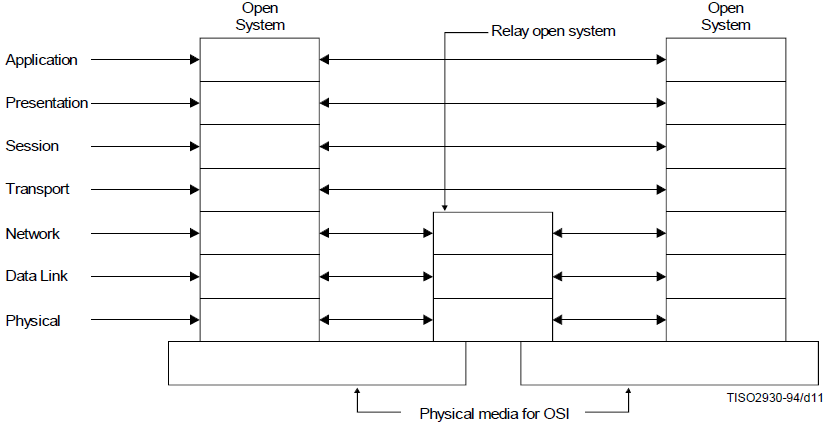 Open
System
Open
System
Relay open system
Application
Presentation
Session
Transport
Network
Data Link
Physical
TISO2930-94/d11
Physical media for OSI